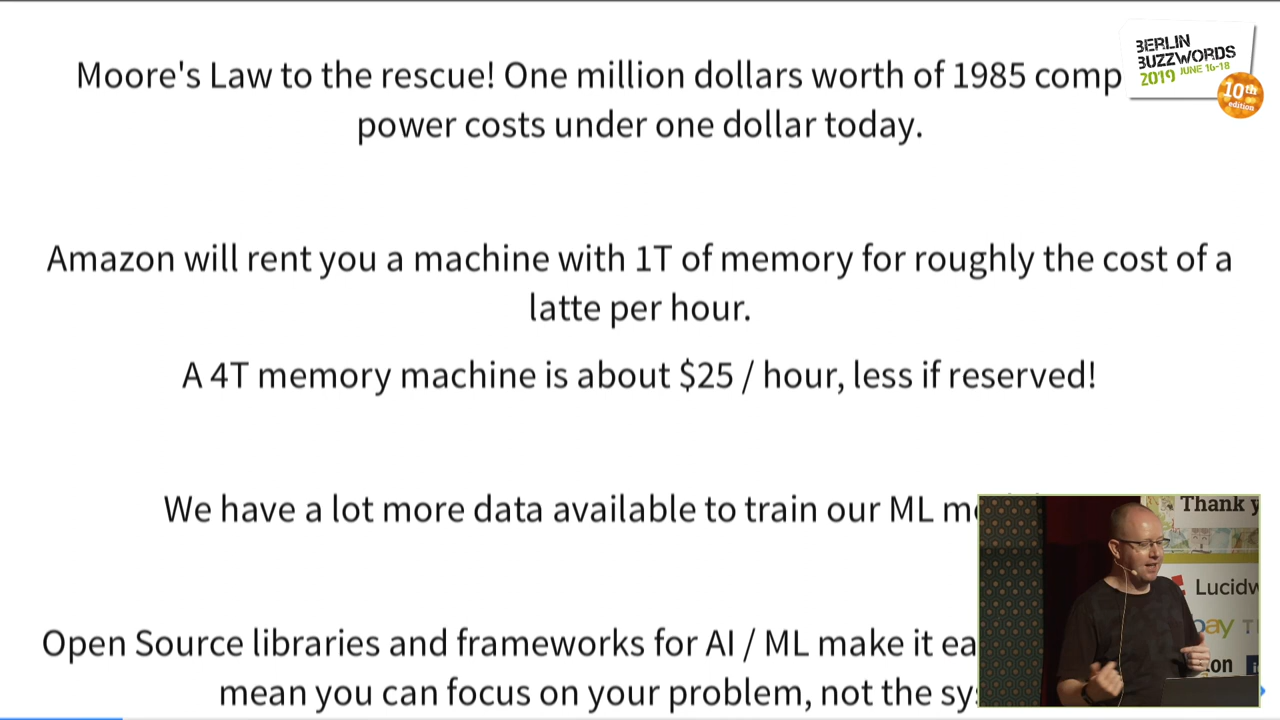 Moore's Law to the rescue! One million dollars worth of 1985 comp
power costs under one dollar today.
BERLIN
BUZZWORDS
2019 JUNE 16-18
10th
edition
Amazon will rent you a machine with 1T of memory for roughly the cost of a
latte per hour.
A 4T memory machine is about $25 / hour, less if reserved!
We have a lot more data available to train our ML m
Open Source libraries and frameworks for AI / ML make it ea
mean you can focus on your problem, not the sy
Thank y
Lucidw